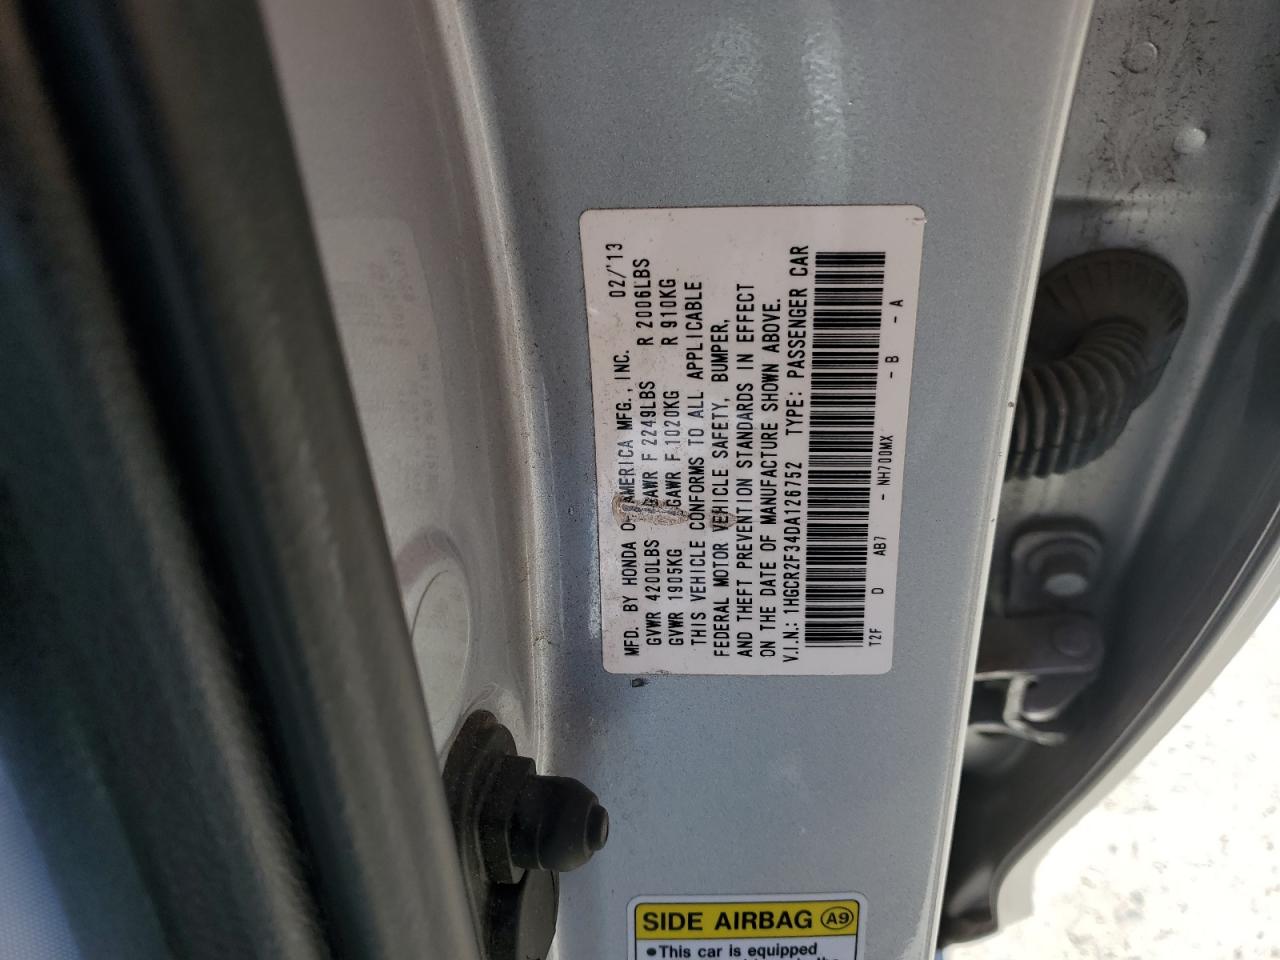 MFD. BY HONDA OF AMERICA MFG., INC. 02/'13
GVWR 4200LBS GAWR F 2249LBS R 2006LBS
GVWR 1905KG GAWR F 1020KG R 910KG
THIS VEHICLE CONFORMS TO ALL APPLICABLE
FEDERAL MOTOR VEHICLE SAFETY, BUMPER,
AND THEFT PREVENTION STANDARDS IN EFFECT
ON THE DATE OF MANUFACTURE SHOWN ABOVE.
V.I.N.: 1HGCR2F34DA126752 TYPE: PASSENGER CAR
T2F D AB7 - NH700MX - B - A
SIDE AIRBAG A9
•This car is equipped